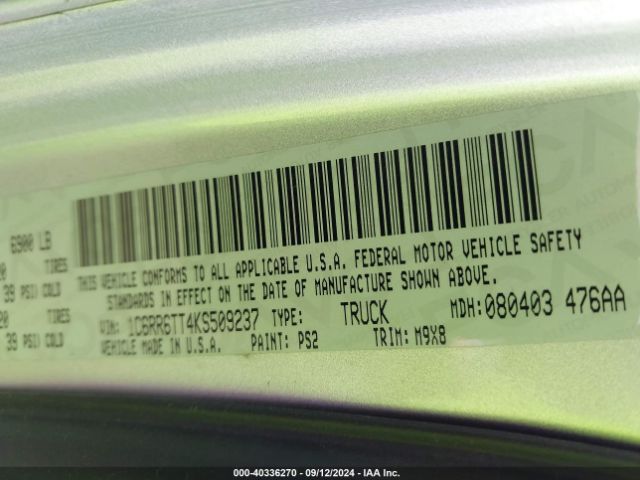 6900 LB
TIRES
39 PSI/ COLD
TIRES
39 PSI/ COLD
THIS VEHICLE CONFORMS TO ALL APPLICABLE U.S.A. FEDERAL MOTOR VEHICLE SAFETY
STANDARDS IN EFFECT ON THE DATE OF MANUFACTURE SHOWN ABOVE.
VIN: 1C6RR6TT4KS509237 TYPE: TRUCK MDH:080403 476AA
VEHICLE MADE IN U.S.A. PAINT: PS2 TRIM: M9X8
000-40336270 - 09/12/2024 - IAA Inc.